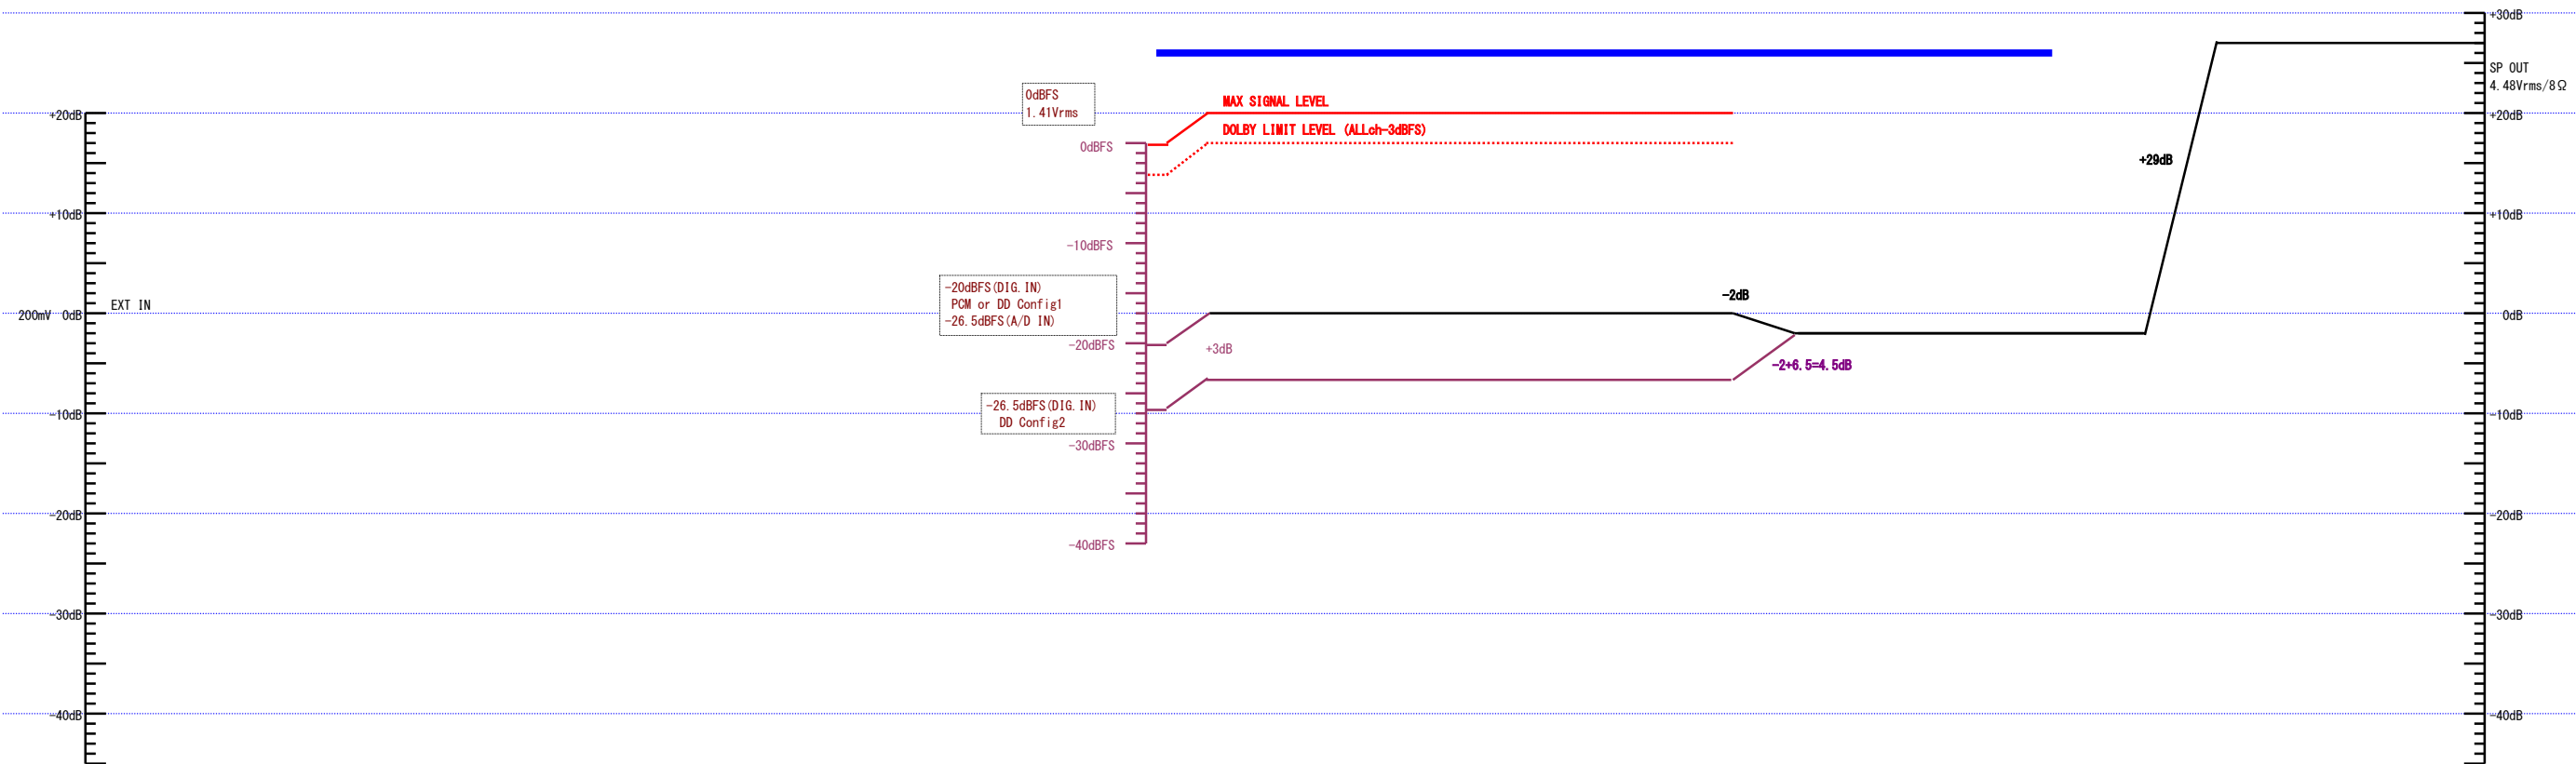 +30dB
SP OUT
4.48Vrms/8Ω
0dBFS
1.41Vrms
MAX SIGNAL LEVEL
+20dB
+20dB
DOLBY LIMIT LEVEL (ALLch-3dBFS)
0dBFS
+29dB
+10dB
+10dB
-10dBFS
-20dBFS(DIG.IN)
PCM or DD Config1
-26.5dBFS(A/D IN)
-2dB
EXT IN
200mV 0dB
0dB
-20dBFS
+3dB
-2+6.5=4.5dB
-26.5dBFS(DIG.IN)
DD Config2
-10dB
-10dB
-30dBFS
-20dB
-20dB
-40dBFS
-30dB
-30dB
-40dB
-40dB